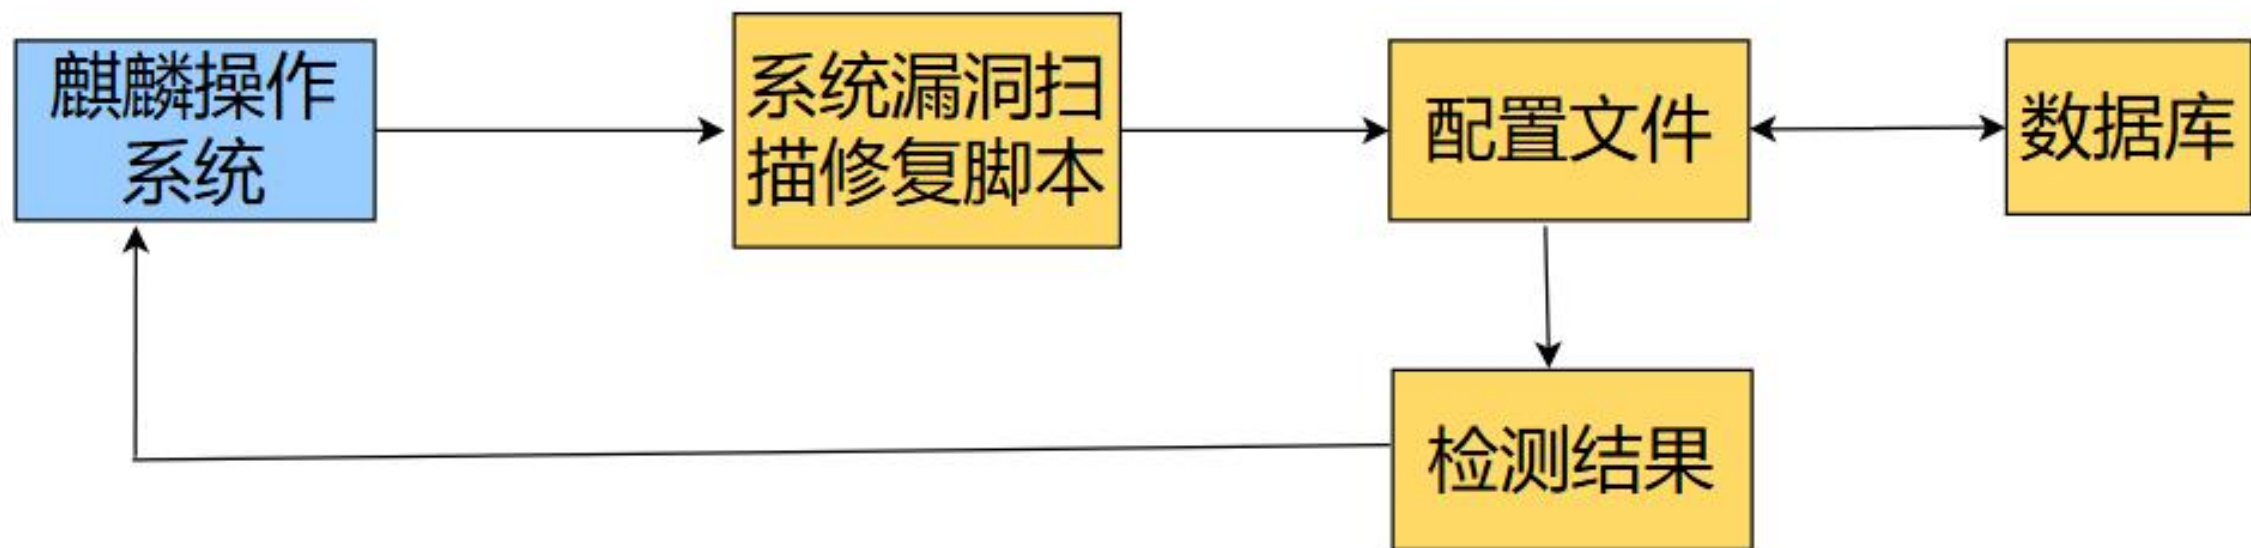 麒麟操作
系统
系统漏洞扫
描修复脚本
配置文件
数据库
检测结果